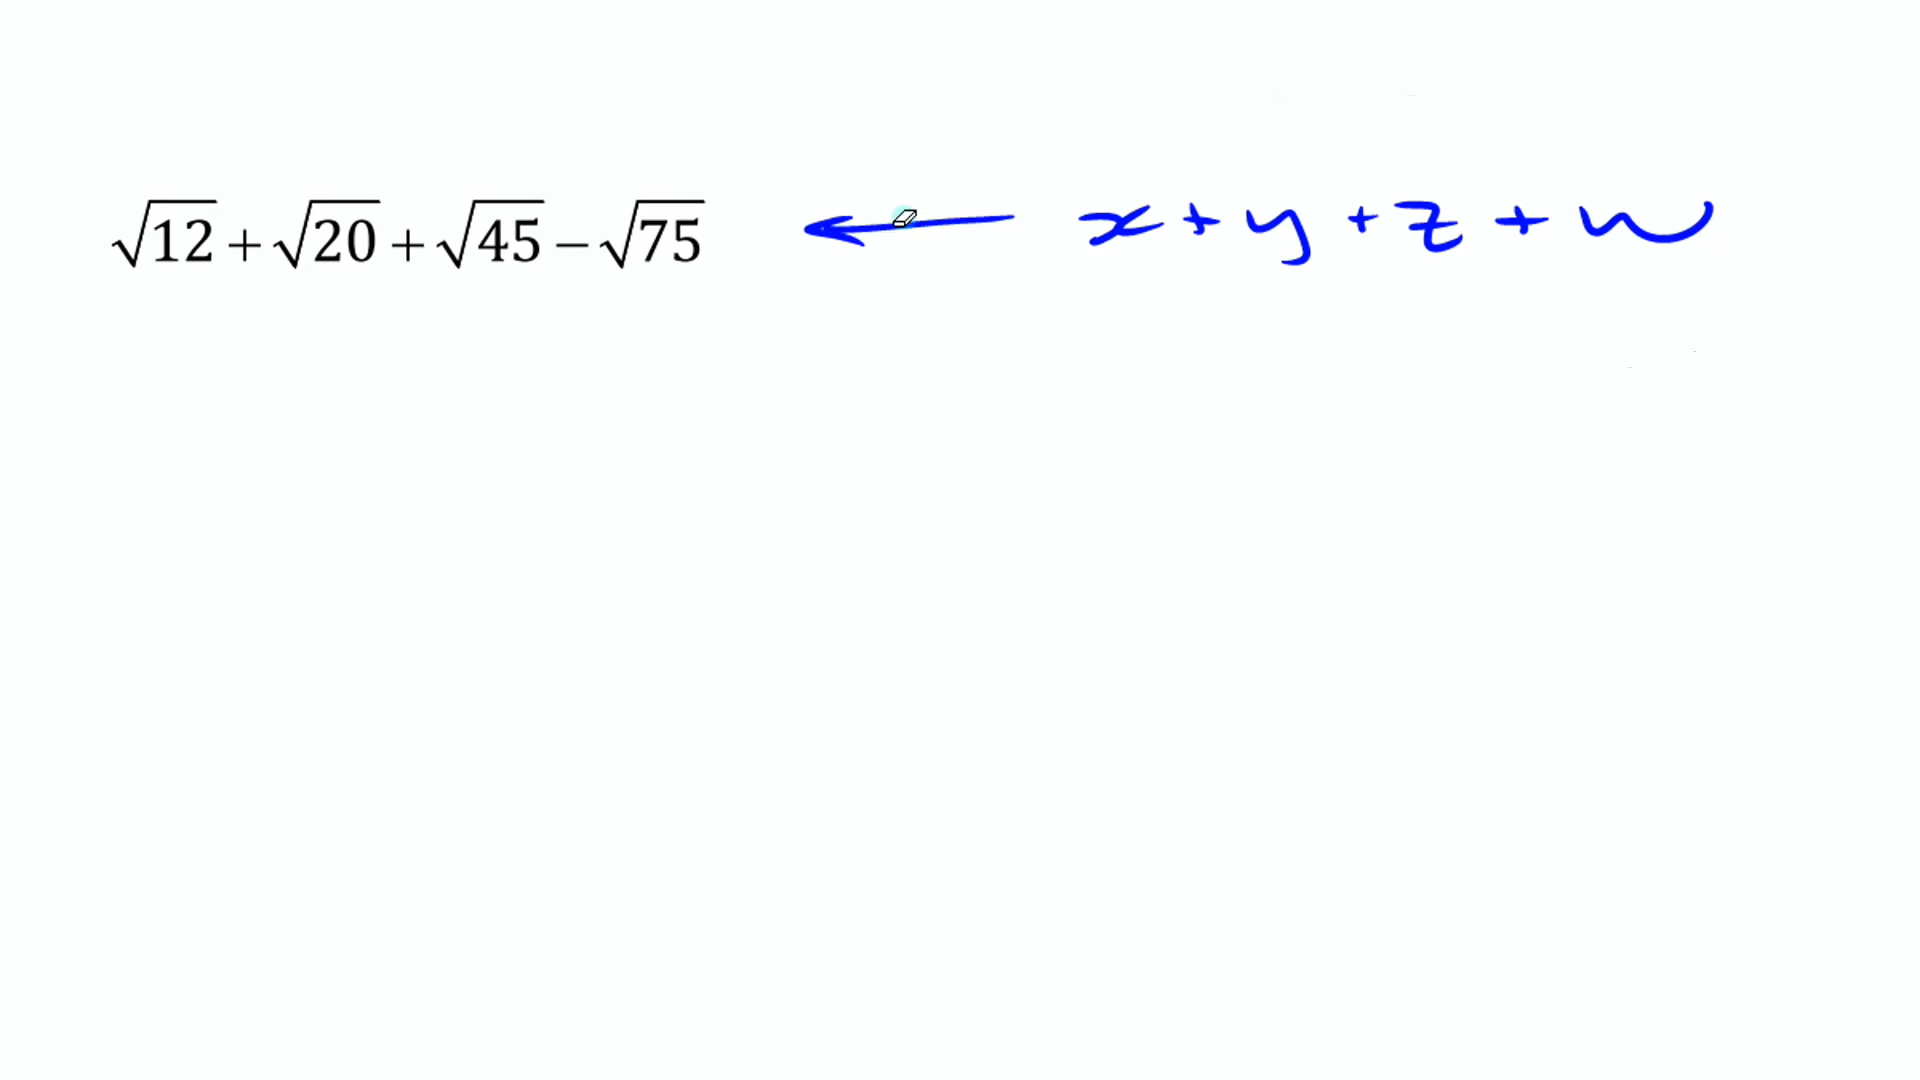 √12 + √20 + √45 − √75 ← x + y + z + w